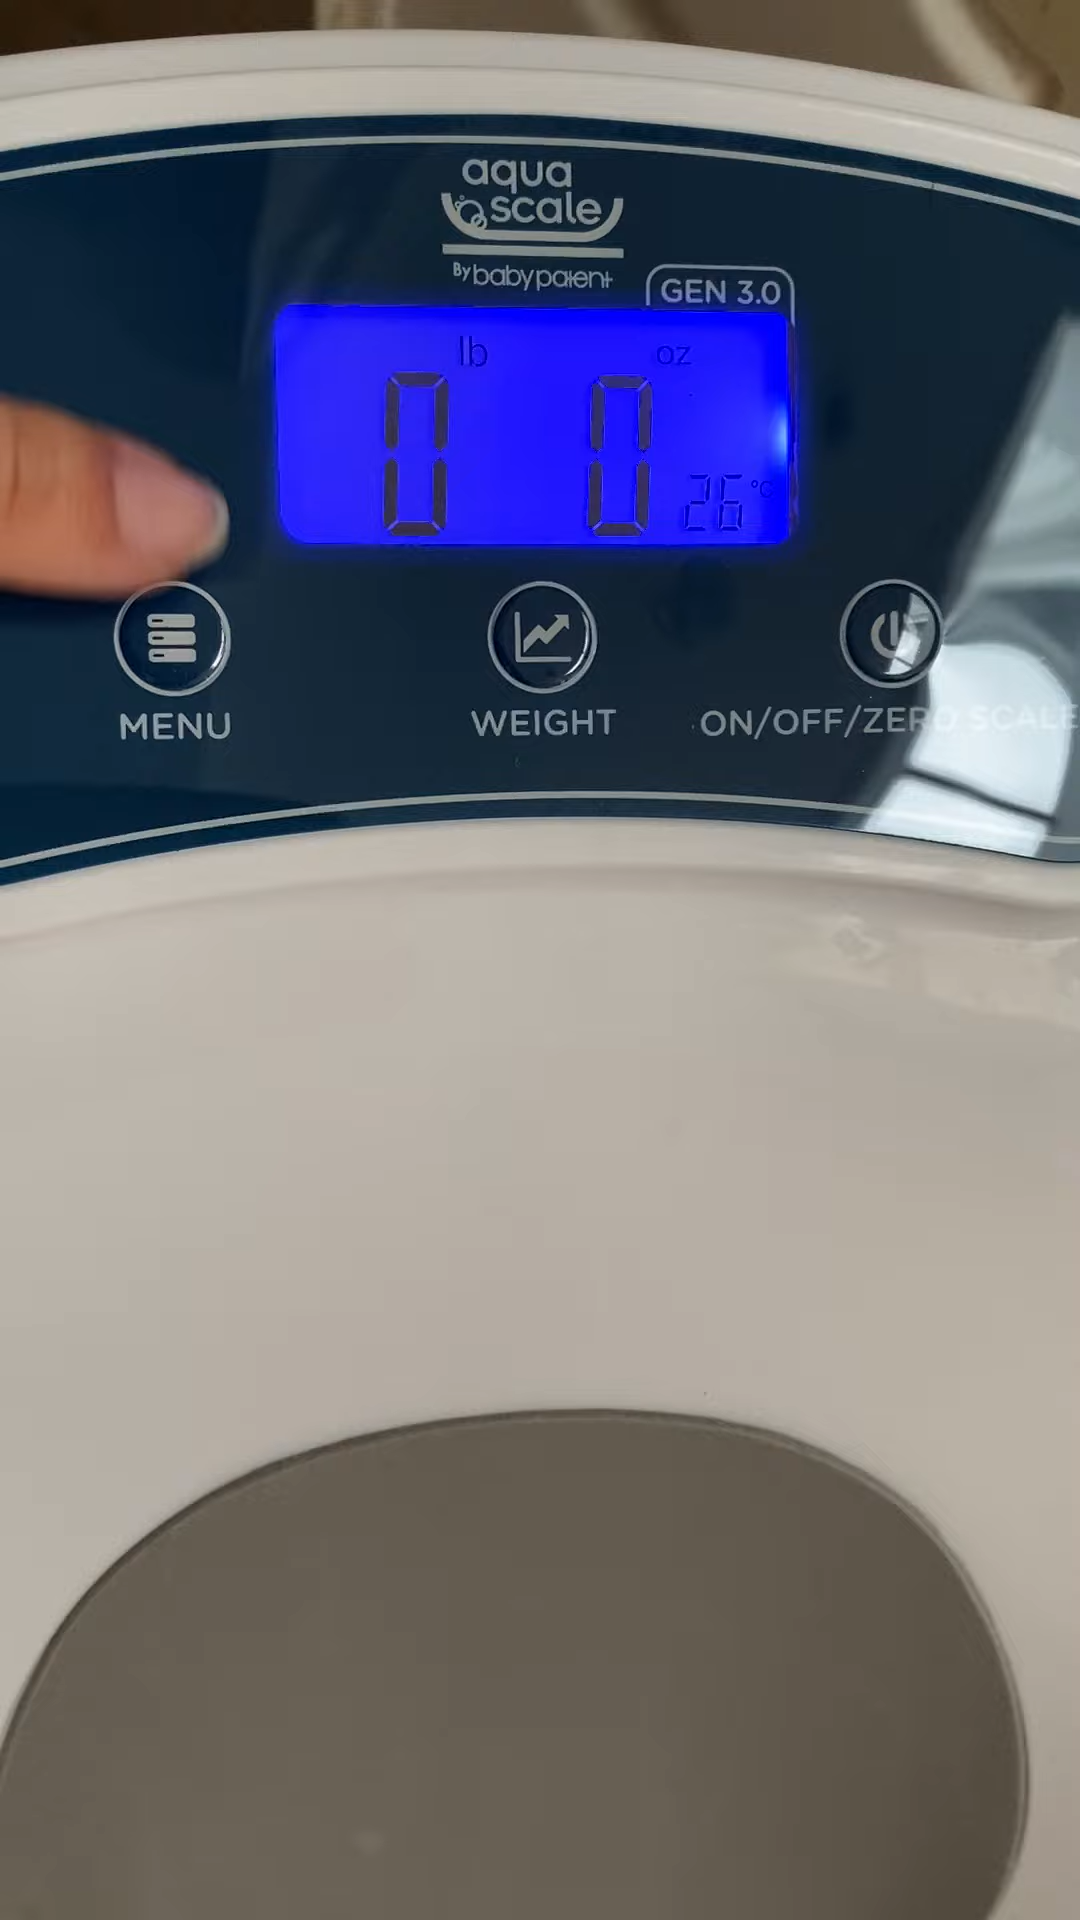 aqua
scale
By babypatent
GEN 3.0
lb oz
0 0
26 °C
MENU
WEIGHT
ON/OFF/ZERO SCALE